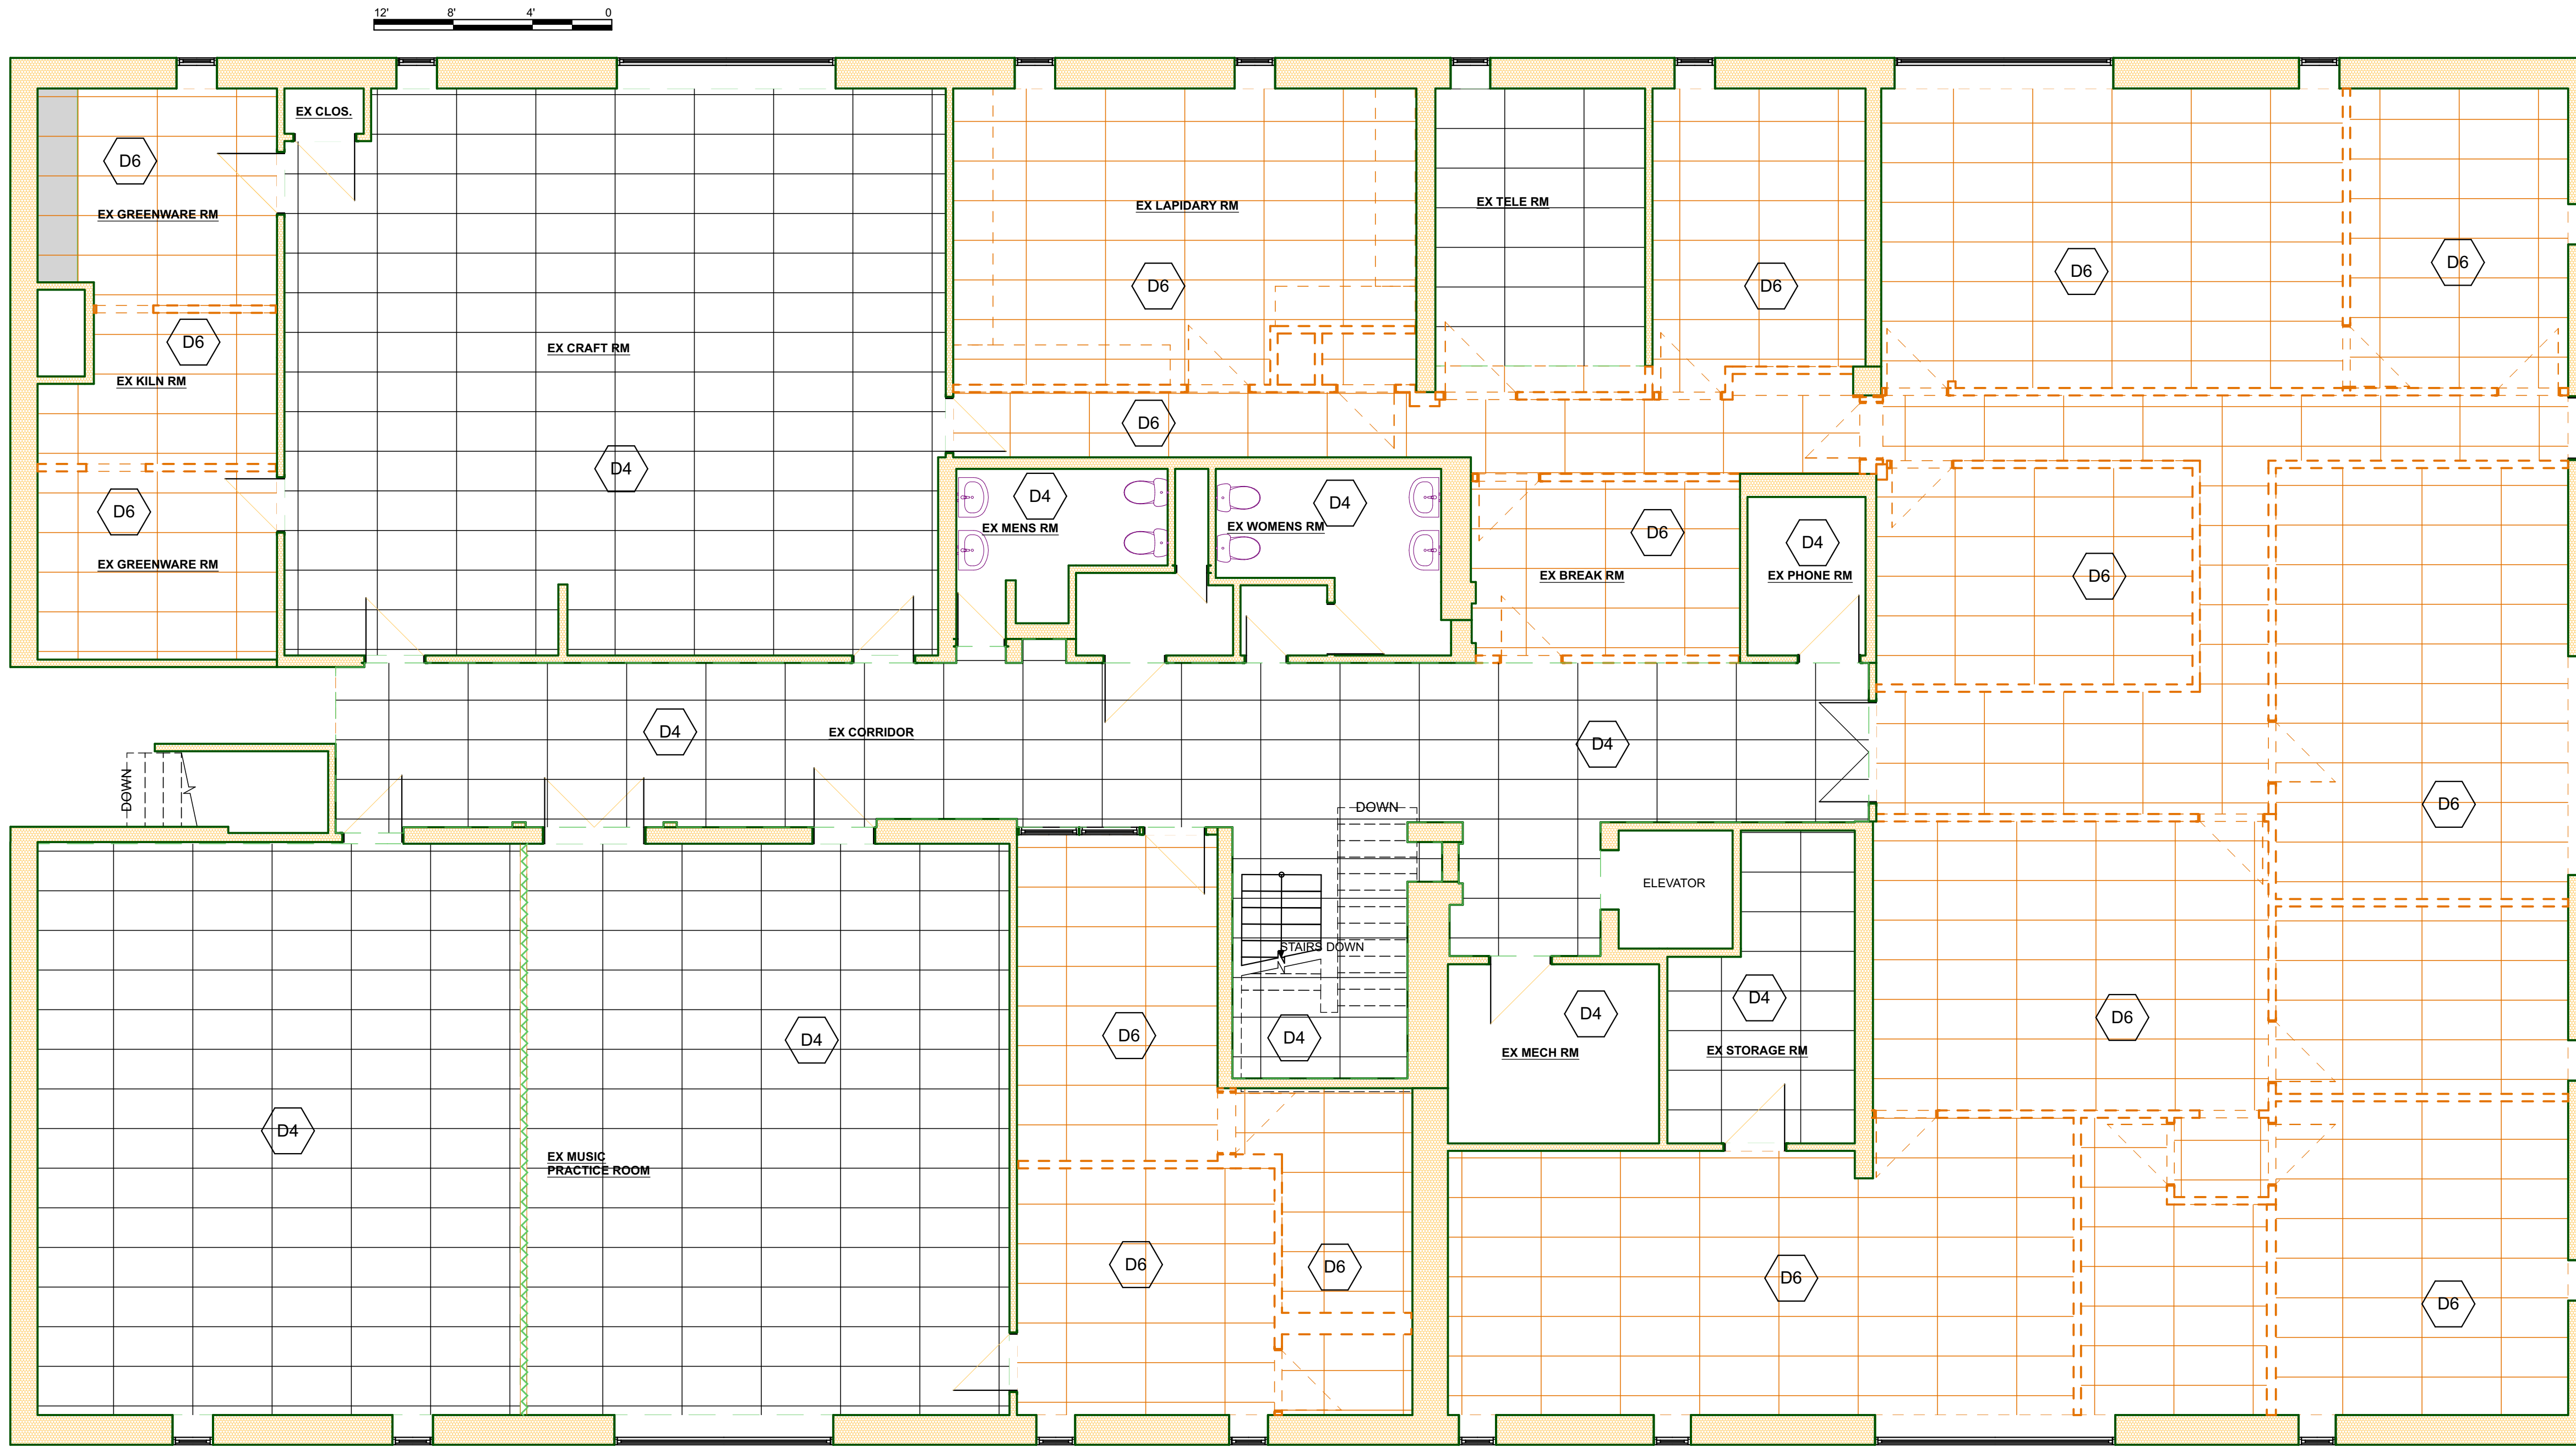 12' 8' 4' 0
EX CLOS.
D6
EX GREENWARE RM
EX LAPIDARY RM
EX TELE RM
D6
D6
D6
D6
D6
EX CRAFT RM
EX KILN RM
D6
D4
D6
EX GREENWARE RM
D4
EX MENS RM
D4
EX WOMENS RM
D6
EX BREAK RM
D4
EX PHONE RM
D6
D4
EX CORRIDOR
D4
DOWN
DOWN
D6
ELEVATOR
STAIRS DOWN
D4
D6
D4
D4
EX MECH RM
D4
EX STORAGE RM
D6
D4
EX MUSIC
PRACTICE ROOM
D6
D6
D6
D6